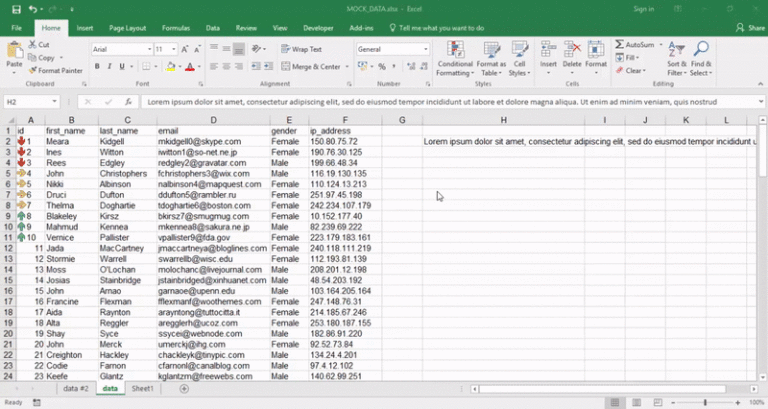 MOCK_DATA.xlsx - Excel
Sign in
File Home Insert Page Layout Formulas Data Review View Developer Add-ins Tell me what you want to do... Share
Cut
Copy
Format Painter
Paste
Clipboard
Arial 11
Font
Wrap Text
Merge & Center
Alignment
General
Number
Conditional Formatting
Format as Table
Cell Styles
Styles
Insert Delete Format
Cells
AutoSum
Fill
Clear
Sort & Filter
Find & Select
Editing
H2 Lorem ipsum dolor sit amet, consectetur adipiscing elit, sed do eiusmod tempor incididunt ut labore et dolore magna aliqua. Ut enim ad minim veniam, quis nostrud
A B C D E F G H I J K L
1 id first_name last_name email gender ip_address
2 1 Meara Kidgell mkidgell0@skype.com Female 150.80.75.72 Lorem ipsum dolor sit amet, consectetur adipiscing elit, sed do eiusmod tempor incididunt u
3 2 Ines Witton iwitton1@so-net.ne.jp Female 190.76.30.125
4 3 Rees Edgley redgley2@gravatar.com Male 199.66.48.34
5 4 John Christophers fchristophers3@wix.com Male 116.19.130.135
6 5 Nikki Albinson nalbinson4@mapquest.com Female 110.124.13.213
7 6 Druci Dufton ddufton5@rambler.ru Female 251.97.45.198
8 7 Thelma Doghartie tdoghartie6@boston.com Female 242.234.107.179
9 8 Blakeley Kirsz bkirsz7@smugmug.com Female 10.152.177.40
10 9 Mahmud Kennea mkennea8@sakura.ne.jp Male 82.239.69.222
11 10 Vernice Pallister vpallister9@fda.gov Female 223.179.183.161
12 11 Jada MacCartney jmaccartneya@bloglines.com Female 240.118.111.219
13 12 Stormie Warrell swarrellb@wisc.edu Female 112.193.81.139
14 13 Moss O'Lochan molochanc@livejournal.com Male 208.201.12.198
15 14 Josias Stainbridge jstainbridged@xinhuanet.com Male 48.54.203.192
16 15 John Arnao garnaoe@upenn.edu Male 103.164.205.164
17 16 Francine Flexman fflexmanf@woothemes.com Female 247.148.76.31
18 17 Aida Raynton arayntong@tuttocitta.it Female 214.185.67.246
19 18 Alta Reggler aregglerh@ucoz.com Female 253.180.187.155
20 19 Shay Syce ssycei@webnode.com Male 182.86.91.220
21 20 John Merck umerckj@ihg.com Female 92.52.73.84
22 21 Creighton Hackley chackleyk@tinypic.com Male 134.24.4.201
23 22 Codie Farnon cfarnonl@canalblog.com Male 97.4.12.102
24 23 Keefe Glantz kglantzm@freewebs.com Male 140.62.99.251
data #2 data Sheet1
Ready
100%